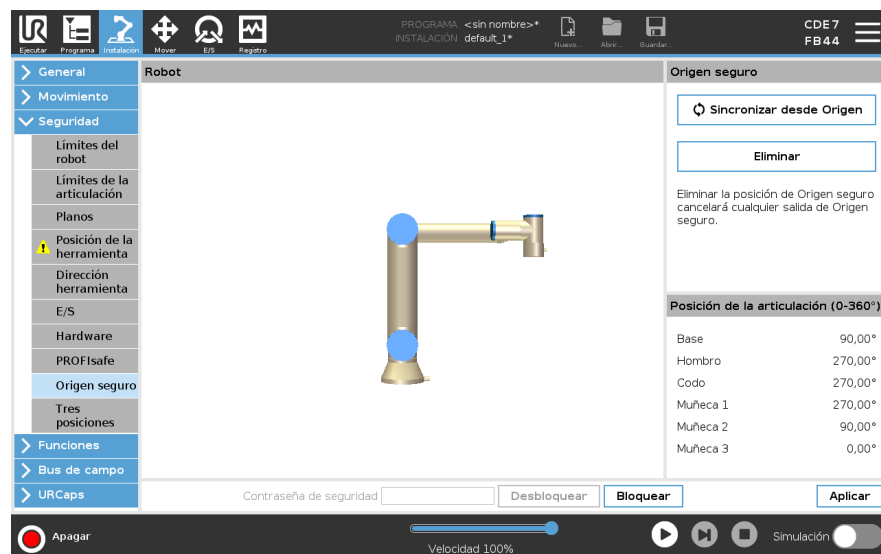 PROGRAMA <sin nombre>*
INSTALACIÓN default_1*
Ejecutar Programa Instalación Mover E/S Registro
Nuevo... Abrir... Guardar...
CDE7
FB44
General
Movimiento
Seguridad
Límites del
robot
Límites de la
articulación
Planos
Posición de la
herramienta
Dirección
herramienta
E/S
Hardware
PROFIsafe
Origen seguro
Tres
posiciones
Funciones
Bus de campo
URCaps
Robot
Origen seguro
Sincronizar desde Origen
Eliminar
Eliminar la posición de Origen seguro
cancelará cualquier salida de Origen
seguro.
Posición de la articulación (0-360°)
Base 90,00°
Hombro 270,00°
Codo 270,00°
Muñeca 1 270,00°
Muñeca 2 90,00°
Muñeca 3 0,00°
Contraseña de seguridad Desbloquear Bloquear Aplicar
Apagar
Velocidad 100%
Simulación